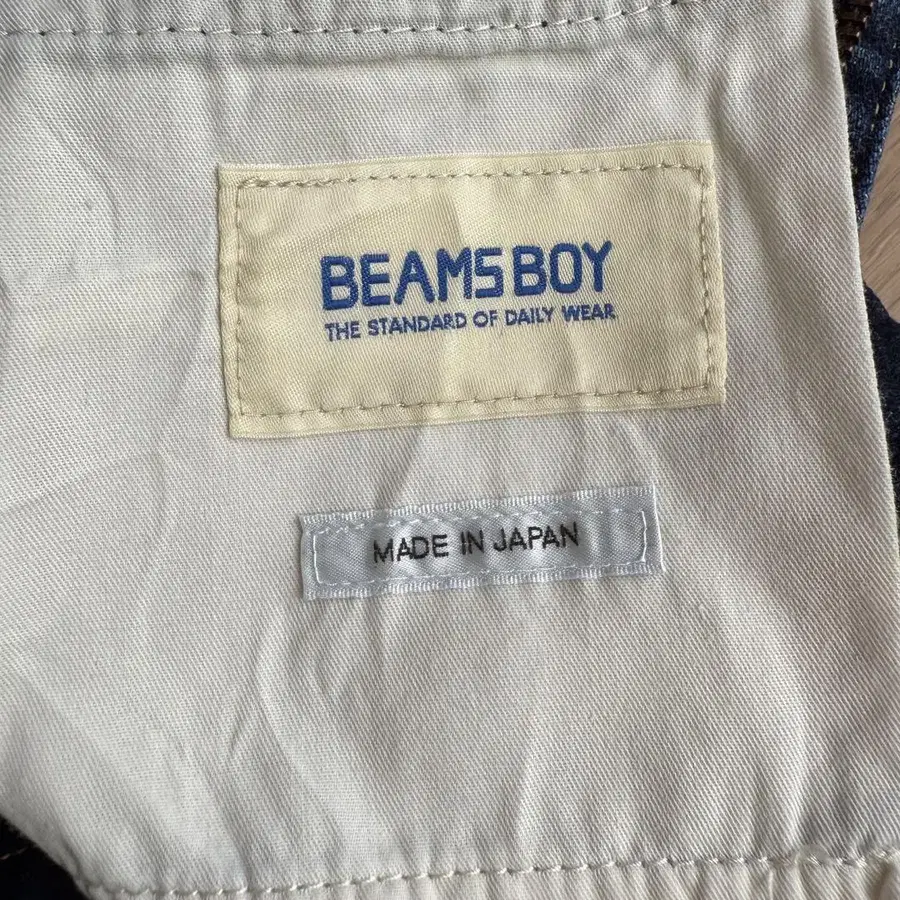 BEAMS BOY
THE STANDARD OF DAILY WEAR
MADE IN JAPAN